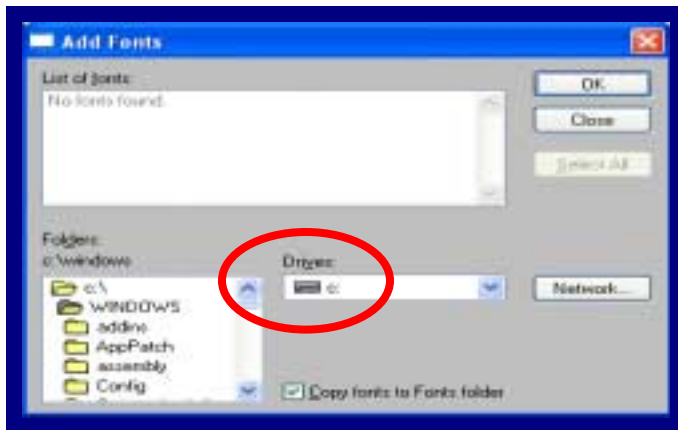 Add Fonts
List of fonts:
No fonts found.
OK
Close
Select All
Folders:
c:\windows
Drives:
c:\
WINDOWS
addins
AppPatch
assembly
Config
c:
Network...
Copy fonts to Fonts folder